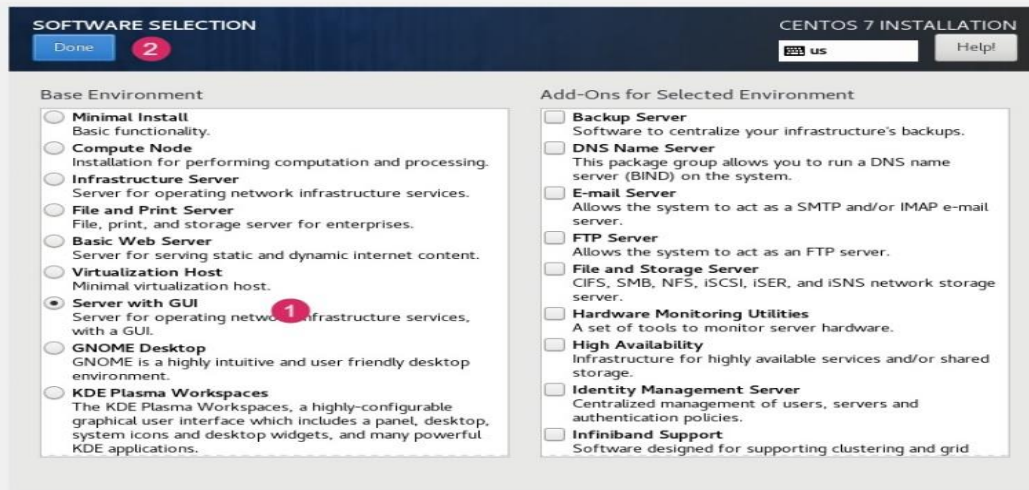 SOFTWARE SELECTION
CENTOS 7 INSTALLATION
Done
2
us
Help!
Base Environment
Minimal Install
Basic functionality.
Compute Node
Installation for performing computation and processing.
Infrastructure Server
Server for operating network infrastructure services.
File and Print Server
File, print, and storage server for enterprises.
Basic Web Server
Server for serving static and dynamic internet content.
Virtualization Host
Minimal virtualization host.
Server with GUI
1
Server for operating netwo frastructure services,
with a GUI.
GNOME Desktop
GNOME is a highly intuitive and user friendly desktop
environment.
KDE Plasma Workspaces
The KDE Plasma Workspaces, a highly-configurable
graphical user interface which includes a panel, desktop,
system icons and desktop widgets, and many powerful
KDE applications.
Add-Ons for Selected Environment
Backup Server
Software to centralize your infrastructure's backups.
DNS Name Server
This package group allows you to run a DNS name
server (BIND) on the system.
E-mail Server
Allows the system to act as a SMTP and/or IMAP e-mail
server.
FTP Server
Allows the system to act as an FTP server.
File and Storage Server
CIFS, SMB, NFS, iSCSI, iSER, and iSNS network storage
server.
Hardware Monitoring Utilities
A set of tools to monitor server hardware.
High Availability
Infrastructure for highly available services and/or shared
storage.
Identity Management Server
Centralized management of users, servers and
authentication policies.
Infiniband Support
Software designed for supporting clustering and grid